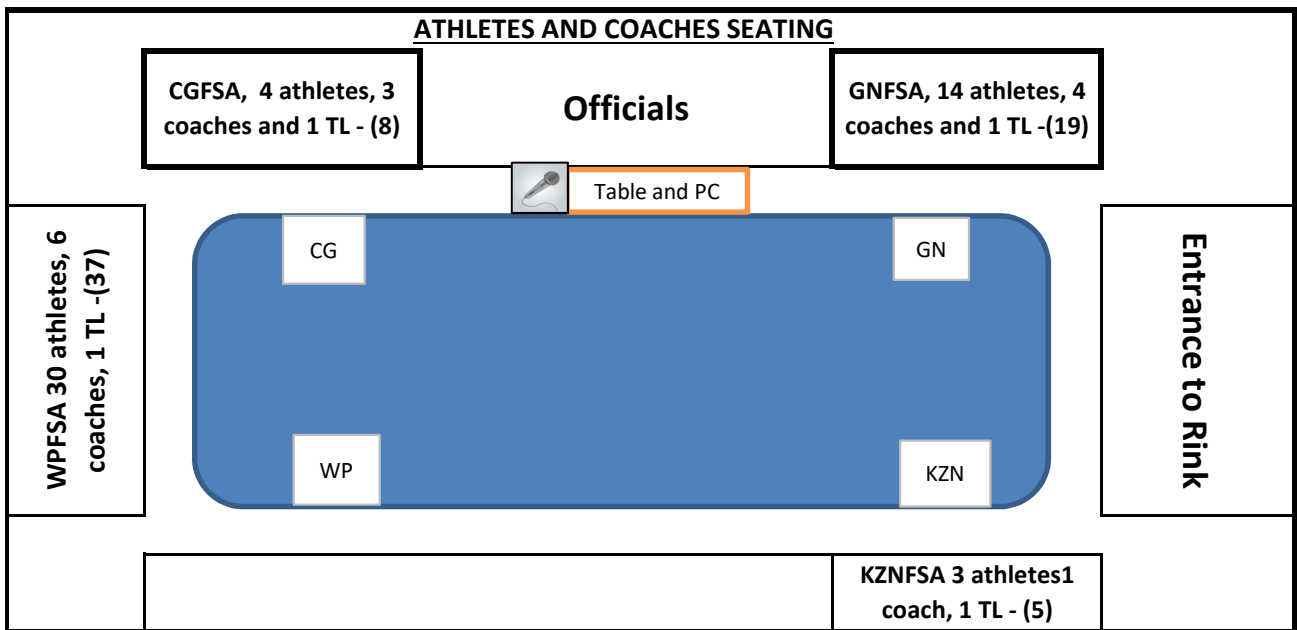 ATHLETES AND COACHES SEATING
CGFSA, 4 athletes, 3
coaches and 1 TL - (8)
Officials
GNFSA, 14 athletes, 4
coaches and 1 TL -(19)
Table and PC
WPFSA 30 athletes, 6
coaches, 1 TL -(37)
CG
GN
Entrance to Rink
WP
KZN
KZNFSA 3 athletes1
coach, 1 TL - (5)